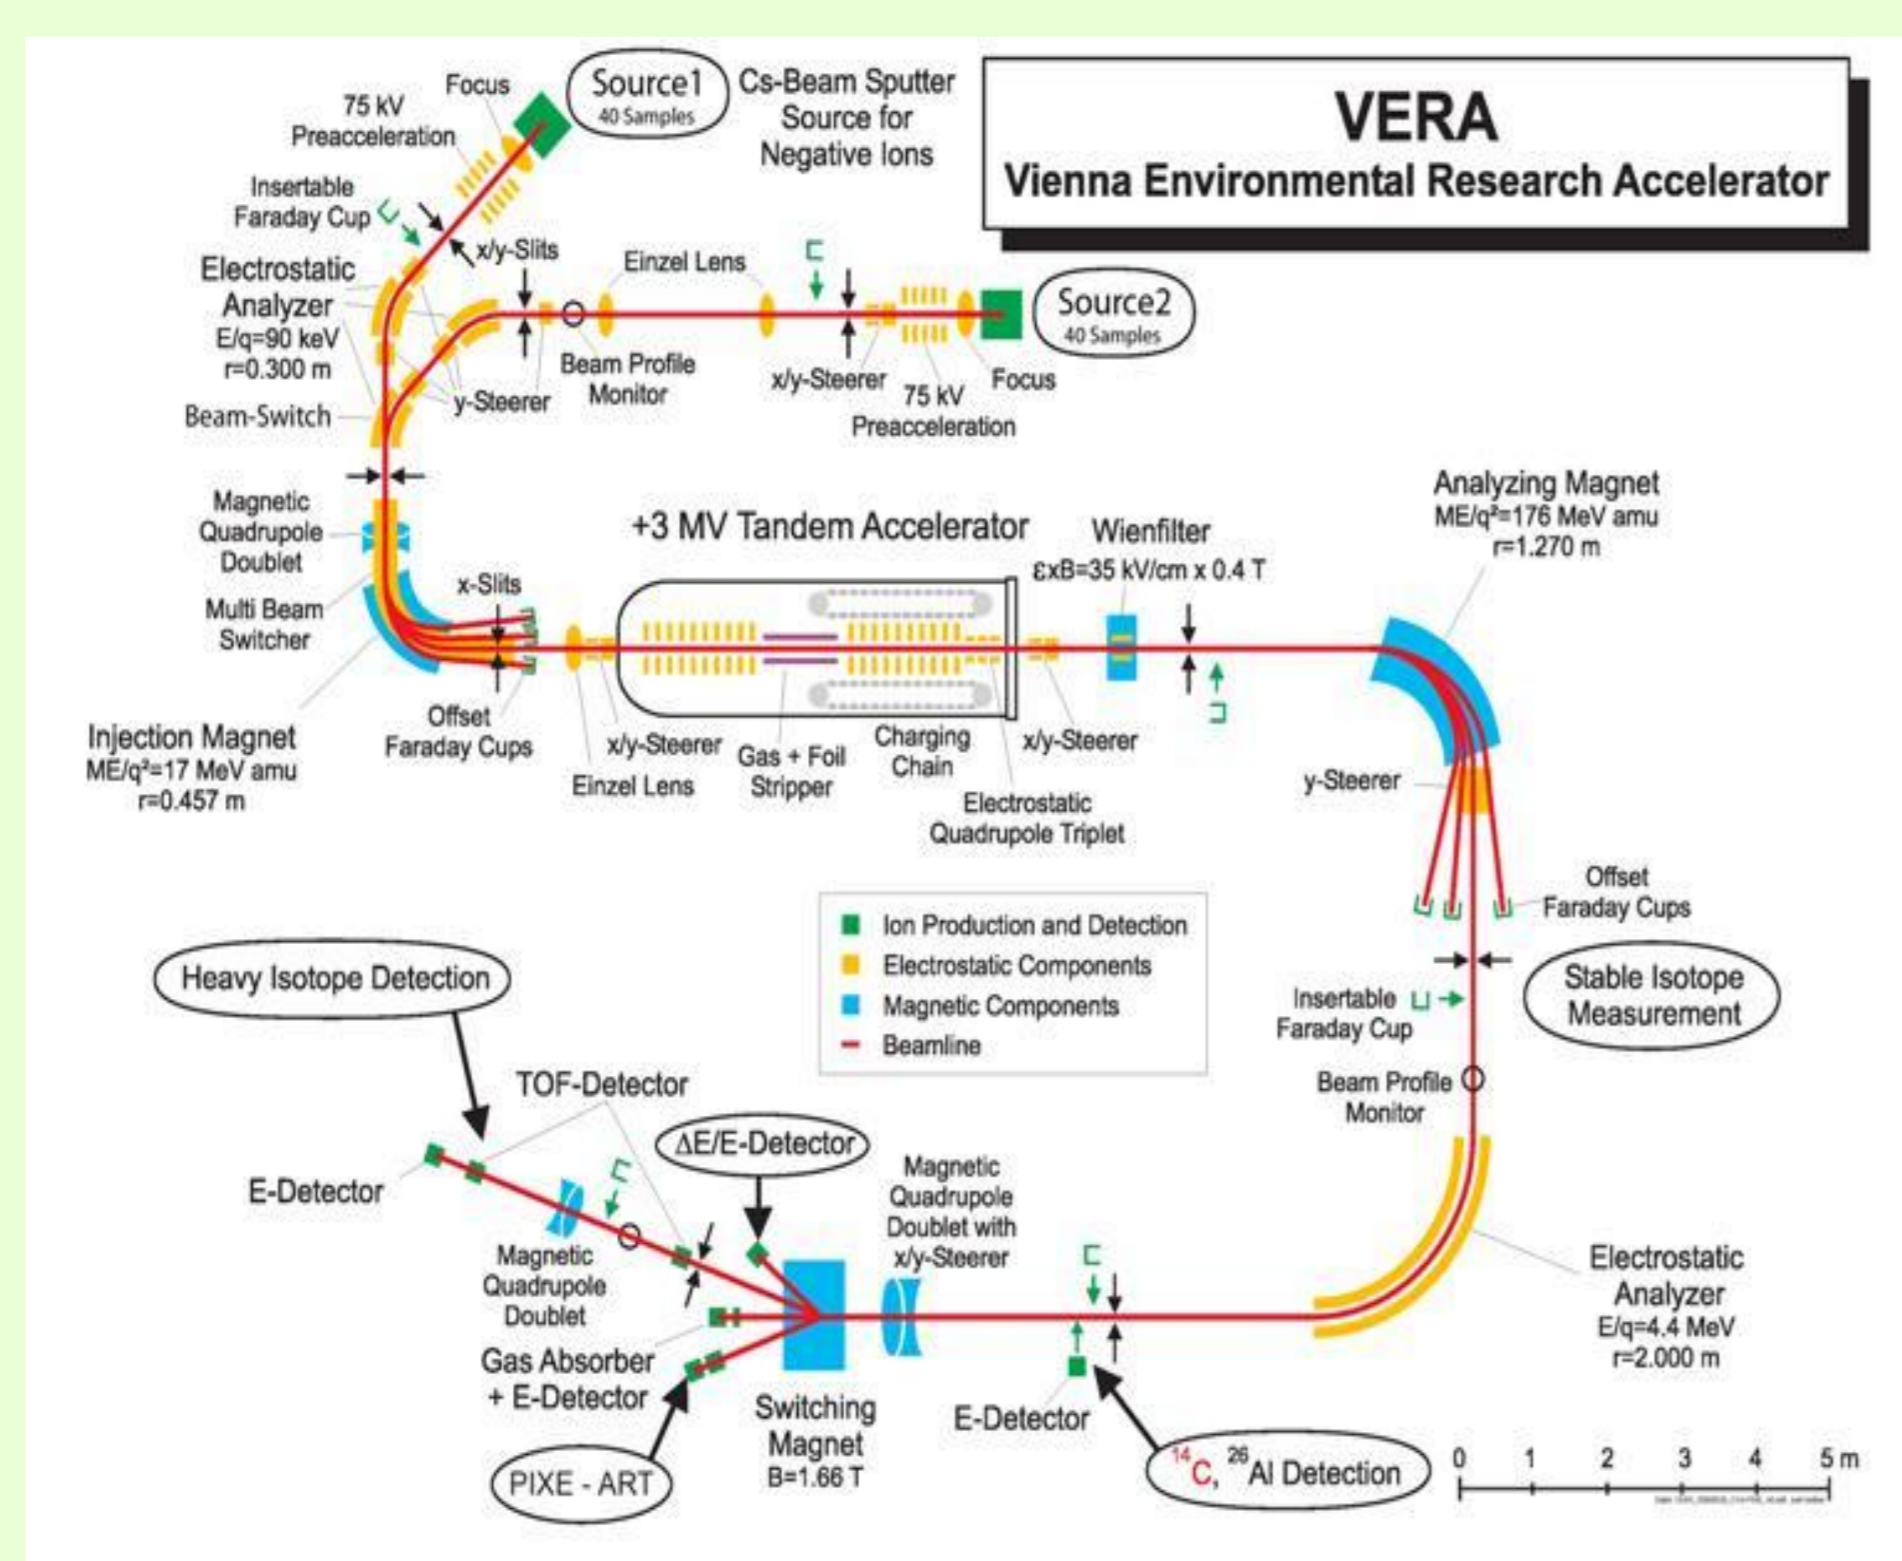 Focus
Source1
40 Samples
Cs-Beam Sputter
Source for
Negative Ions
VERA
Vienna Environmental Research Accelerator
75 kV
Preacceleration
Insertable
Faraday Cup
x/y-Slits
Electrostatic
Analyzer
E/q=90 keV
r=0.300 m
Einzel Lens
Source2
40 Samples
Beam Profile
Monitor
x/y-Steerer
75 kV
Preacceleration
Focus
y-Steerer
Beam-Switch
Magnetic
Quadrupole
Doublet
Multi Beam
Switcher
x-Slits
+3 MV Tandem Accelerator
Wienfilter
ƐxB=35 kV/cm x 0.4 T
Analyzing Magnet
ME/q²=176 MeV amu
r=1.270 m
Injection Magnet
ME/q²=17 MeV amu
r=0.457 m
Offset
Faraday Cups
x/y-Steerer
Einzel Lens
Gas + Foil
Stripper
Charging
Chain
x/y-Steerer
Electrostatic
Quadrupole Triplet
y-Steerer
Offset
Faraday Cups
Ion Production and Detection
Electrostatic Components
Magnetic Components
Beamline
Stable Isotope
Measurement
Insertable
Faraday Cup
Beam Profile
Monitor
Heavy Isotope Detection
TOF-Detector
ΔE/E-Detector
E-Detector
Magnetic
Quadrupole
Doublet with
x/y-Steerer
Magnetic
Quadrupole
Doublet
Gas Absorber
+ E-Detector
PIXE - ART
Switching
Magnet
B=1.66 T
E-Detector
¹⁴C, ²⁶Al Detection
Electrostatic
Analyzer
E/q=4.4 MeV
r=2.000 m
0 1 2 3 4 5 m